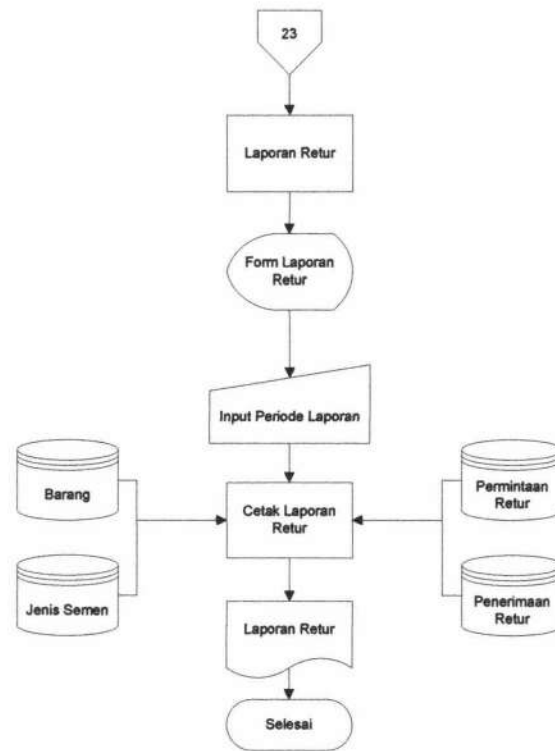 23
Laporan Retur
Form Laporan
Retur
Input Periode Laporan
Barang
Cetak Laporan
Retur
Permintaan
Retur
Jenis Semen
Penerimaan
Retur
Laporan Retur
Selesai